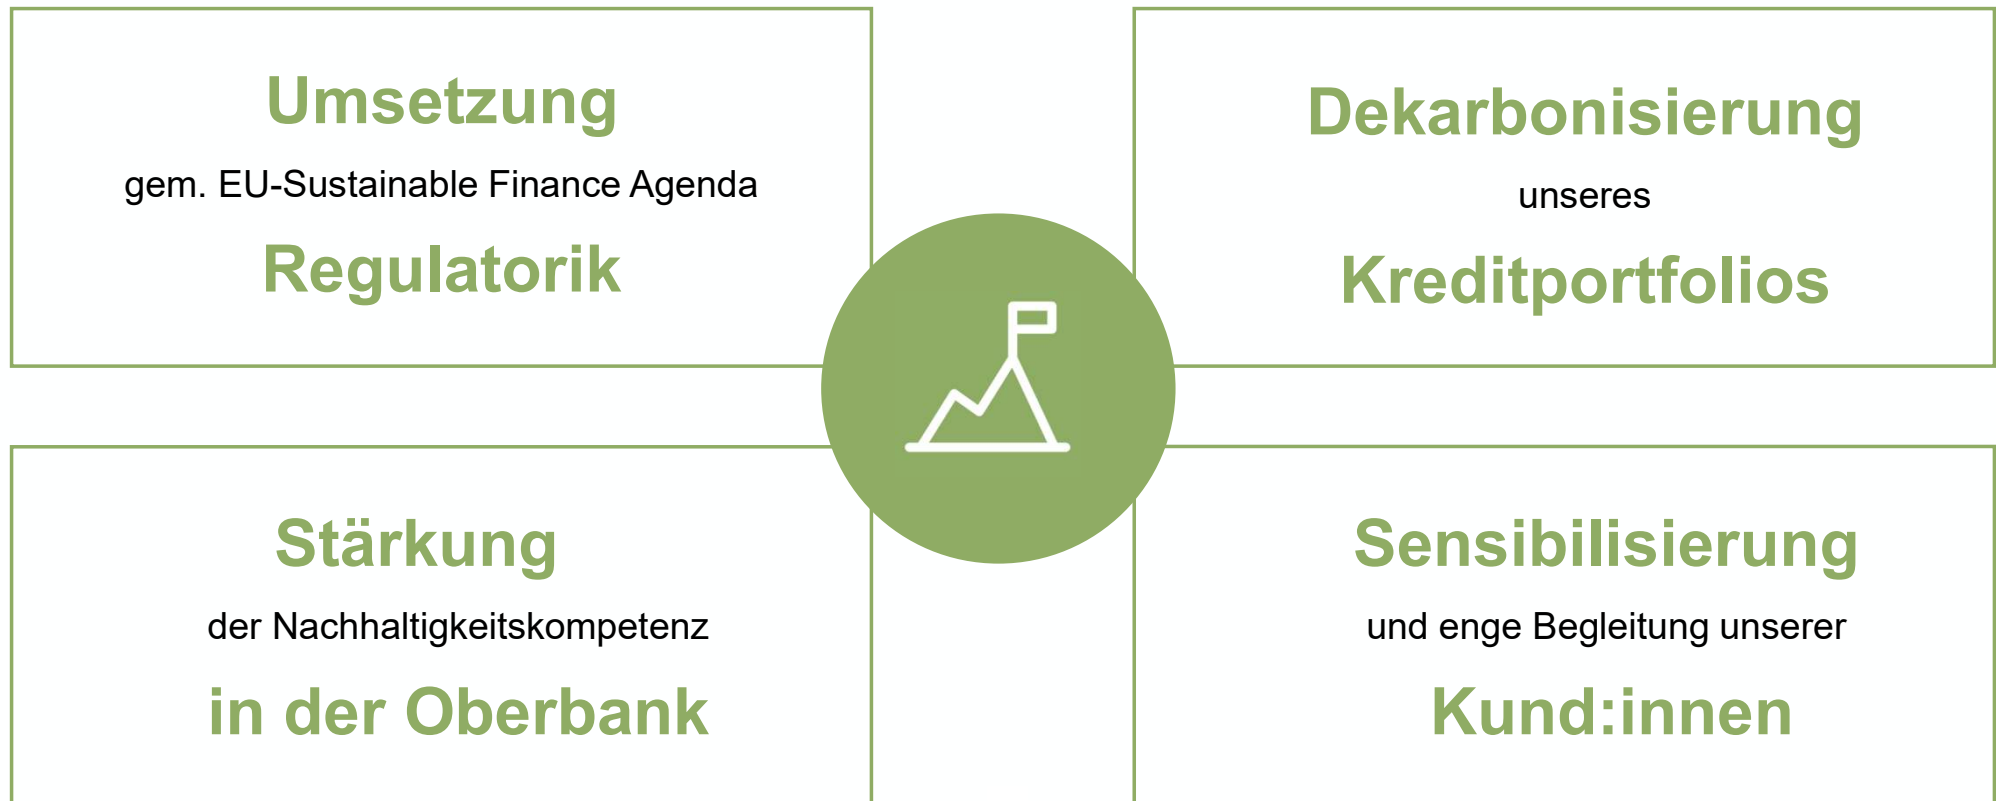 Umsetzung
gem. EU-Sustainable Finance Agenda
Regulatorik
Dekarbonisierung
unseres
Kreditportfolios
Stärkung
der Nachhaltigkeitskompetenz
in der Oberbank
Sensibilisierung
und enge Begleitung unserer
Kund:innen